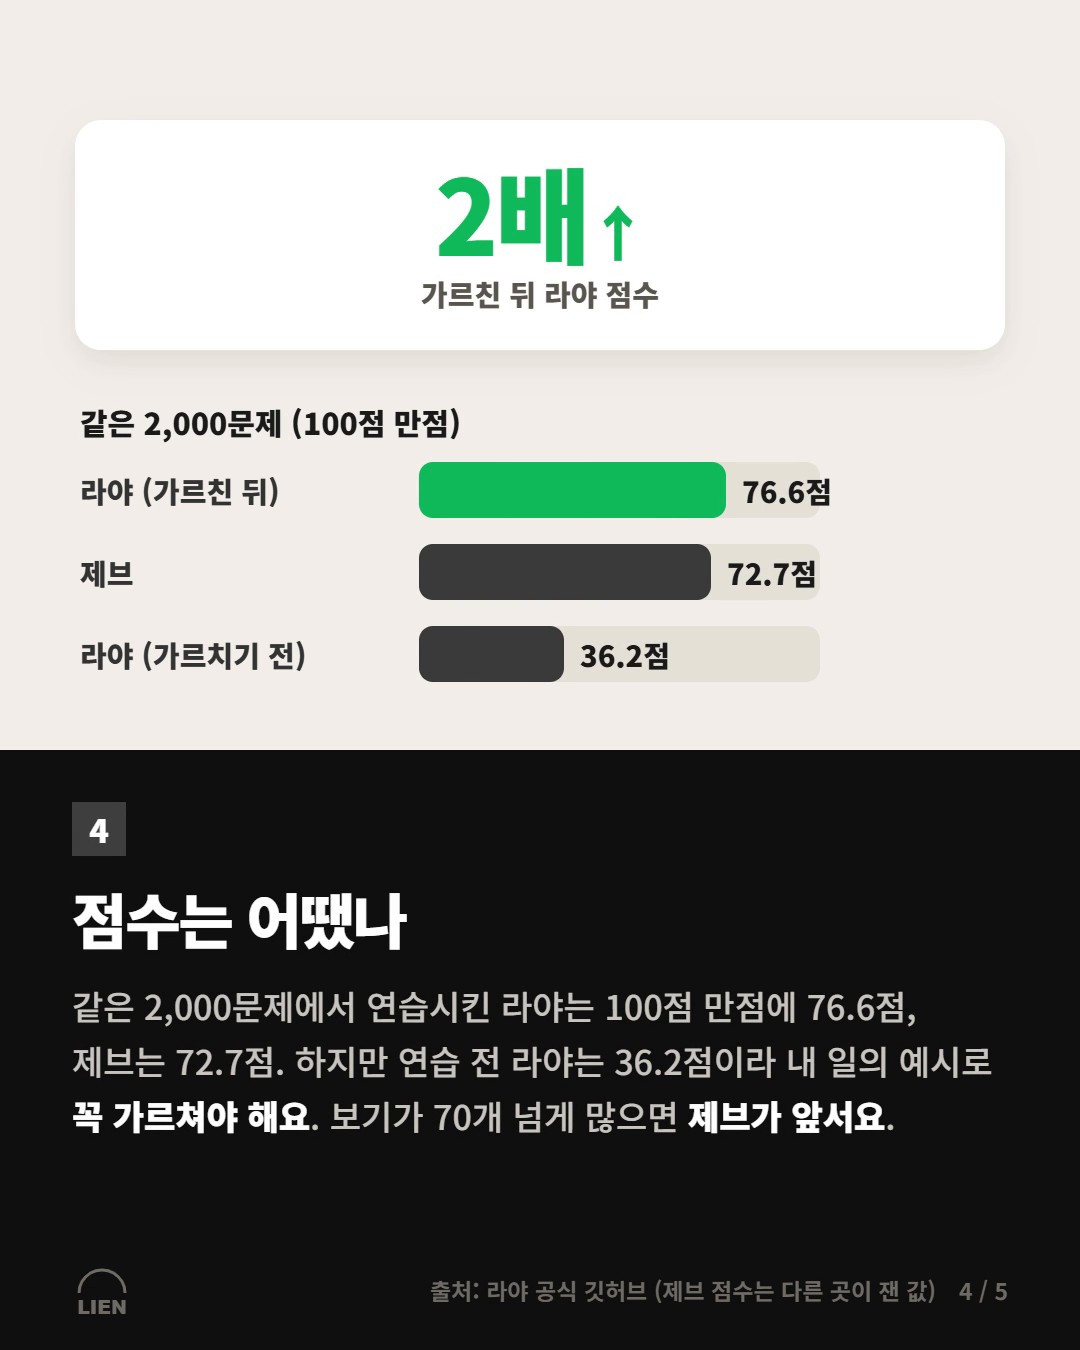 2배↑
가르친 뒤 라야 점수
같은 2,000문제 (100점 만점)
라야 (가르친 뒤) 76.6점
제브 72.7점
라야 (가르치기 전) 36.2점
4
점수는 어땠나
같은 2,000문제에서 연습시킨 라야는 100점 만점에 76.6점,
제브는 72.7점. 하지만 연습 전 라야는 36.2점이라 내 일의 예시로
꼭 가르쳐야 해요. 보기가 70개 넘게 많으면 제브가 앞서요.
LIEN
출처: 라야 공식 깃허브 (제브 점수는 다른 곳이 잰 값) 4 / 5